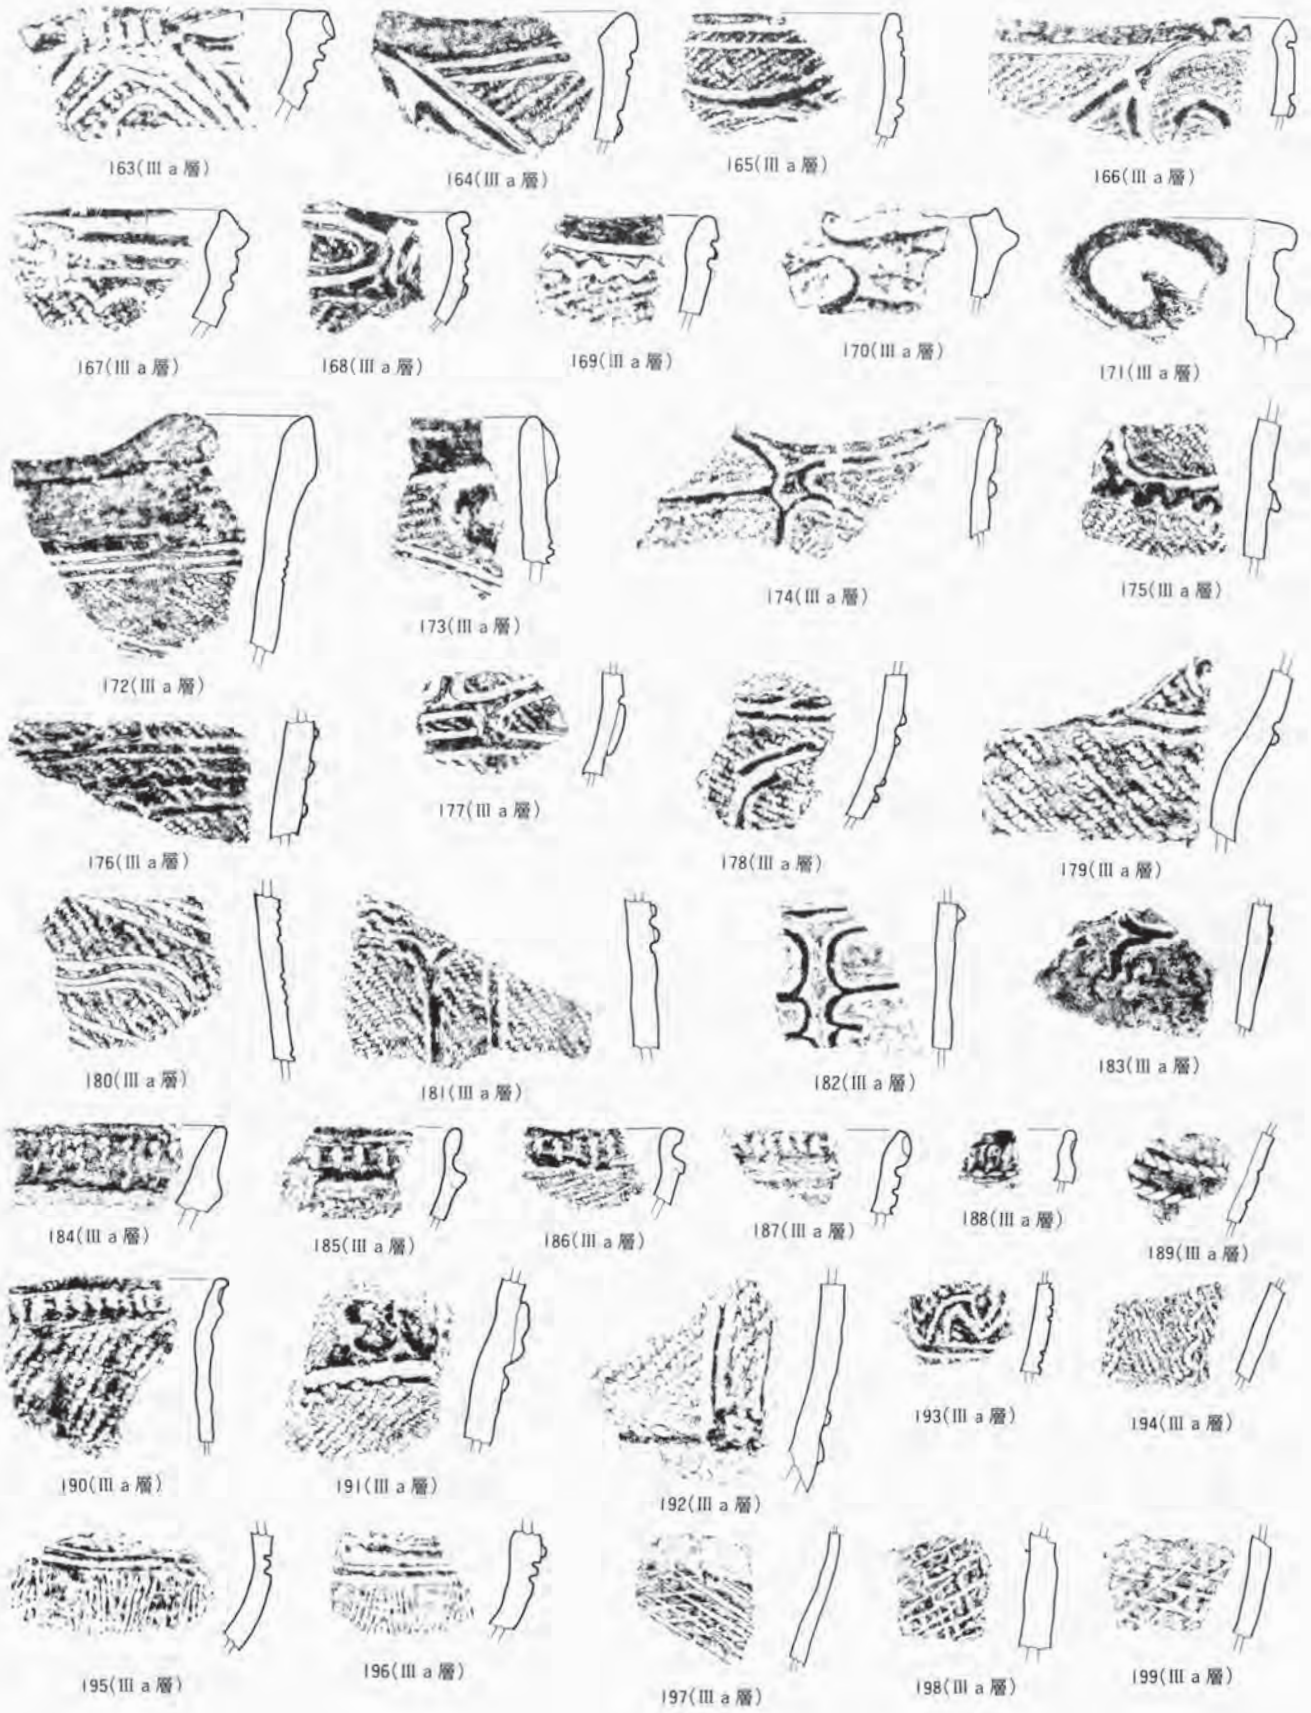 163(Ⅲ a 層)
164(Ⅲ a 層)
165(Ⅲ a 層)
166(Ⅲ a 層)
167(Ⅲ a 層)
168(Ⅲ a 層)
169(Ⅲ a 層)
170(Ⅲ a 層)
171(Ⅲ a 層)
172(Ⅲ a 層)
173(Ⅲ a 層)
174(Ⅲ a 層)
175(Ⅲ a 層)
176(Ⅲ a 層)
177(Ⅲ a 層)
178(Ⅲ a 層)
179(Ⅲ a 層)
180(Ⅲ a 層)
181(Ⅲ a 層)
182(Ⅲ a 層)
183(Ⅲ a 層)
184(Ⅲ a 層)
185(Ⅲ a 層)
186(Ⅲ a 層)
187(Ⅲ a 層)
188(Ⅲ a 層)
189(Ⅲ a 層)
190(Ⅲ a 層)
191(Ⅲ a 層)
192(Ⅲ a 層)
193(Ⅲ a 層)
194(Ⅲ a 層)
195(Ⅲ a 層)
196(Ⅲ a 層)
197(Ⅲ a 層)
198(Ⅲ a 層)
199(Ⅲ a 層)